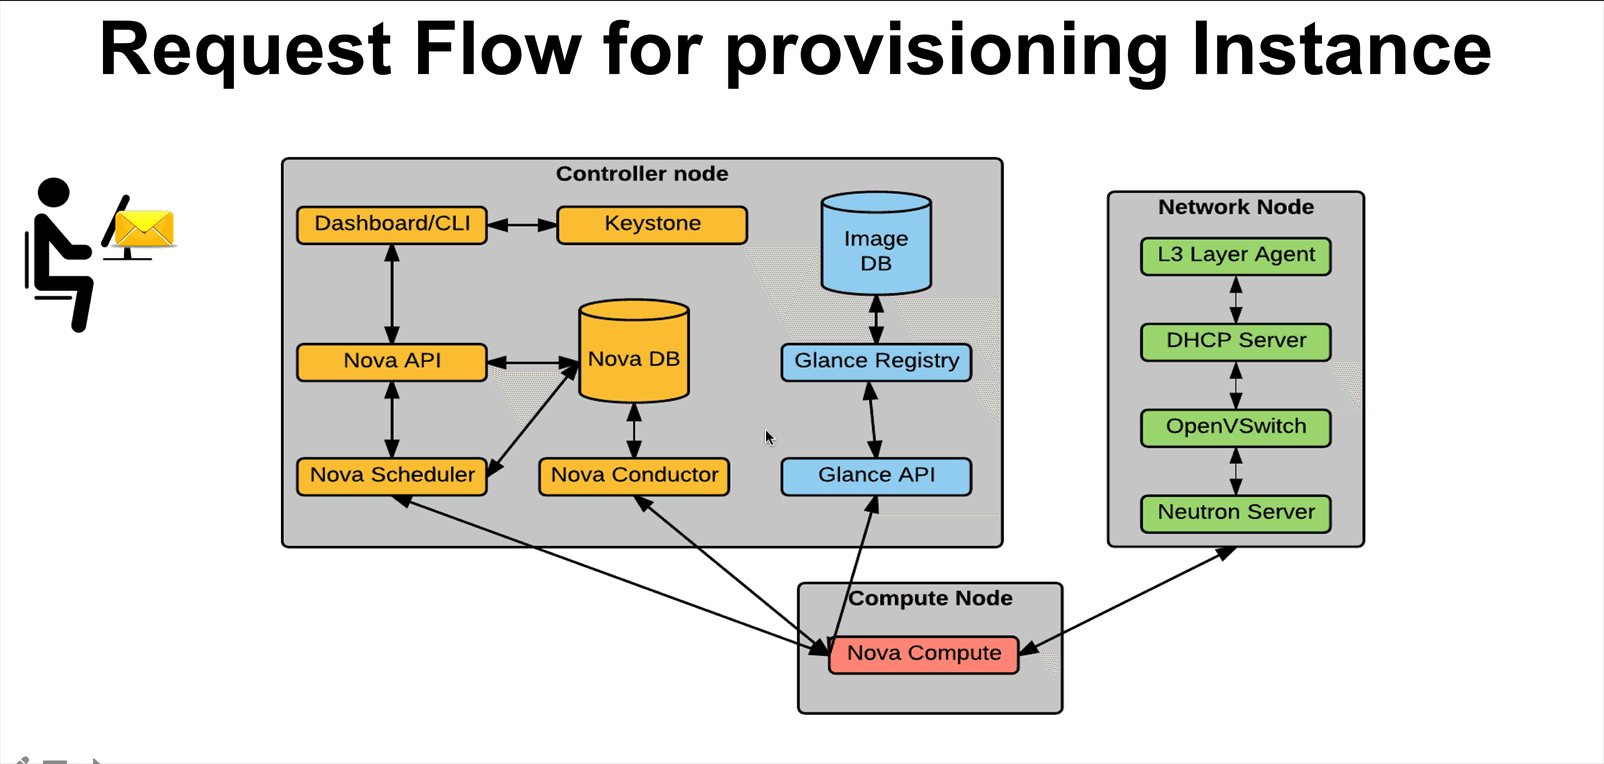 Request Flow for provisioning Instance
Controller node
Dashboard/CLI
Keystone
Image
DB
Nova API
Nova DB
Glance Registry
Nova Scheduler
Nova Conductor
Glance API
Network Node
L3 Layer Agent
DHCP Server
OpenVSwitch
Neutron Server
Compute Node
Nova Compute